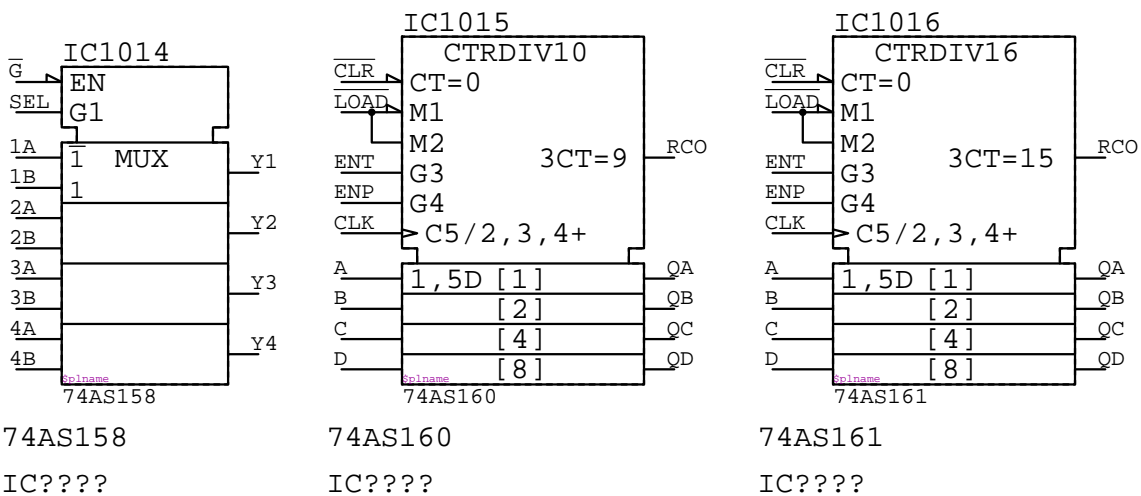 IC1014
G
SEL
EN
G1
1A
1B
2A
2B
3A
3B
4A
4B
1 MUX
1
Y1
Y2
Y3
Y4
$plname
74AS158
74AS158
IC????
IC1015
CTRDIV10
CLR
LOAD
ENT
ENP
CLK
CT=0
M1
M2
G3
G4
C5/2,3,4+
3CT=9
RCO
A
B
C
D
1,5D [1]
[2]
[4]
[8]
QA
QB
QC
QD
$plname
74AS160
74AS160
IC????
IC1016
CTRDIV16
CLR
LOAD
ENT
ENP
CLK
CT=0
M1
M2
G3
G4
C5/2,3,4+
3CT=15
RCO
A
B
C
D
1,5D [1]
[2]
[4]
[8]
QA
QB
QC
QD
$plname
74AS161
74AS161
IC????